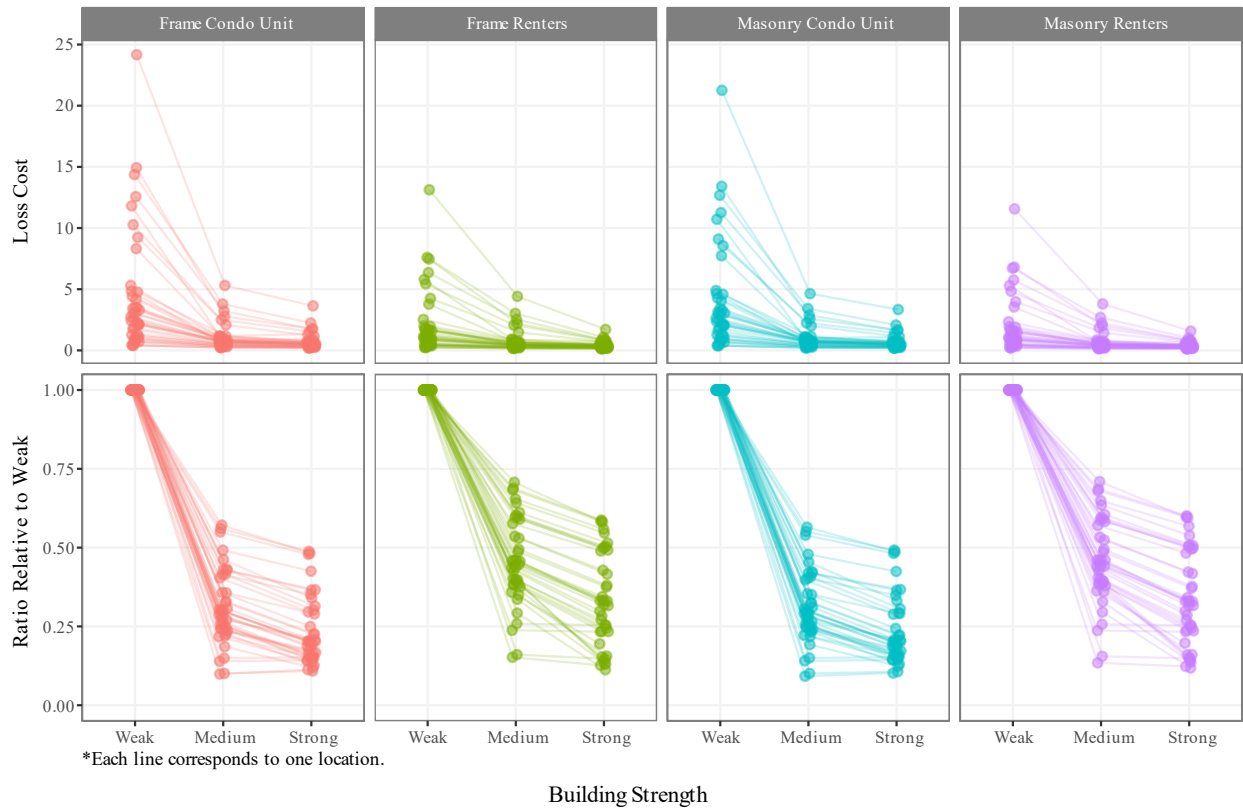 Frame Condo Unit
Frame Renters
Masonry Condo Unit
Masonry Renters
Loss Cost
25
20
15
10
5
0
Ratio Relative to Weak
1.00
0.75
0.50
0.25
0.00
Weak Medium Strong
Weak Medium Strong
Weak Medium Strong
Weak Medium Strong
*Each line corresponds to one location.
Building Strength